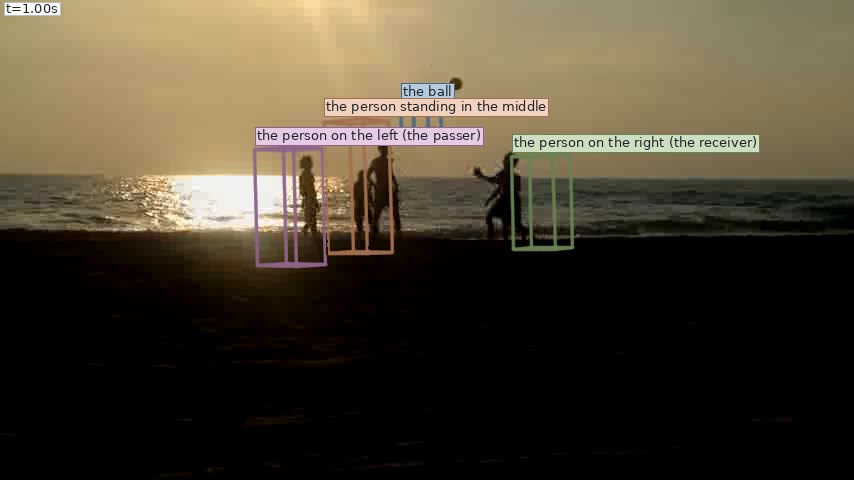 t=1.00s
the ball
the person standing in the middle
the person on the left (the passer)
the person on the right (the receiver)